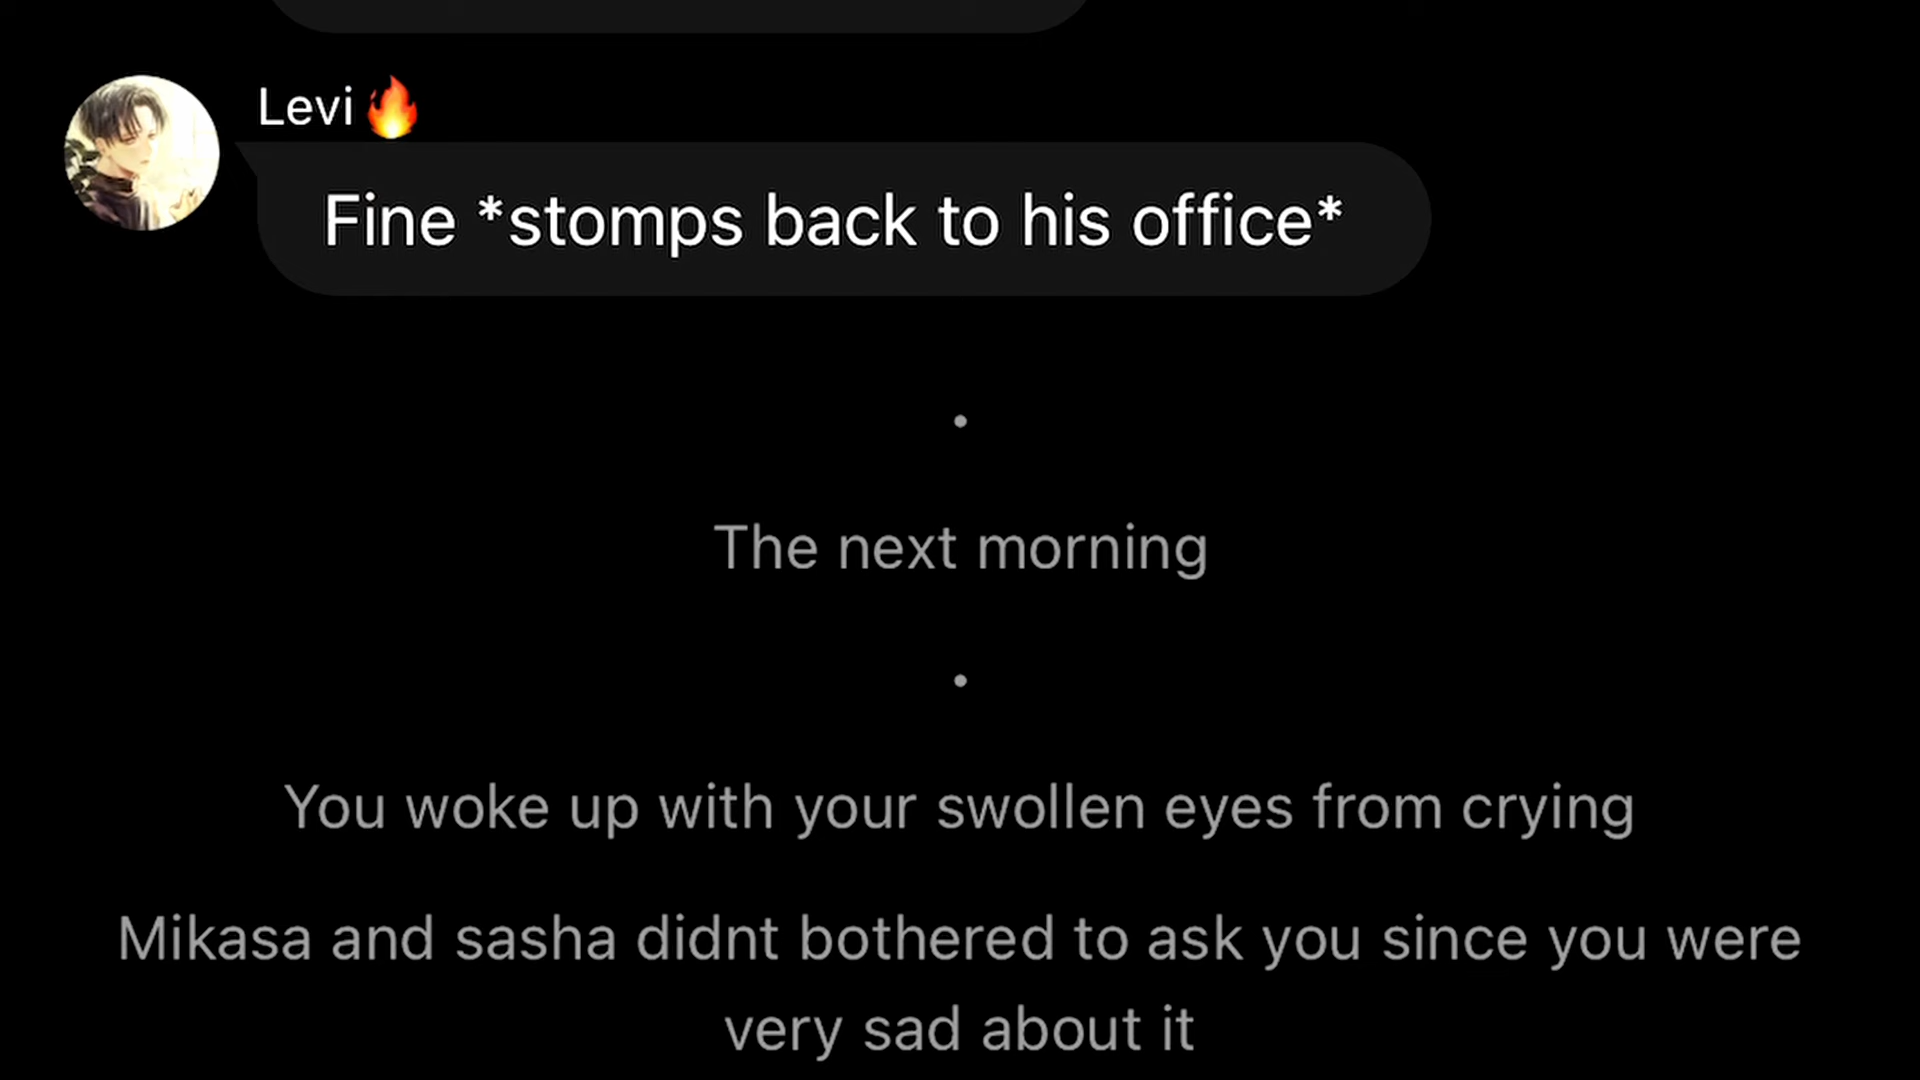 Levi🔥
Fine *stomps back to his office*
•
The next morning
•
You woke up with your swollen eyes from crying
Mikasa and sasha didnt bothered to ask you since you were
very sad about it